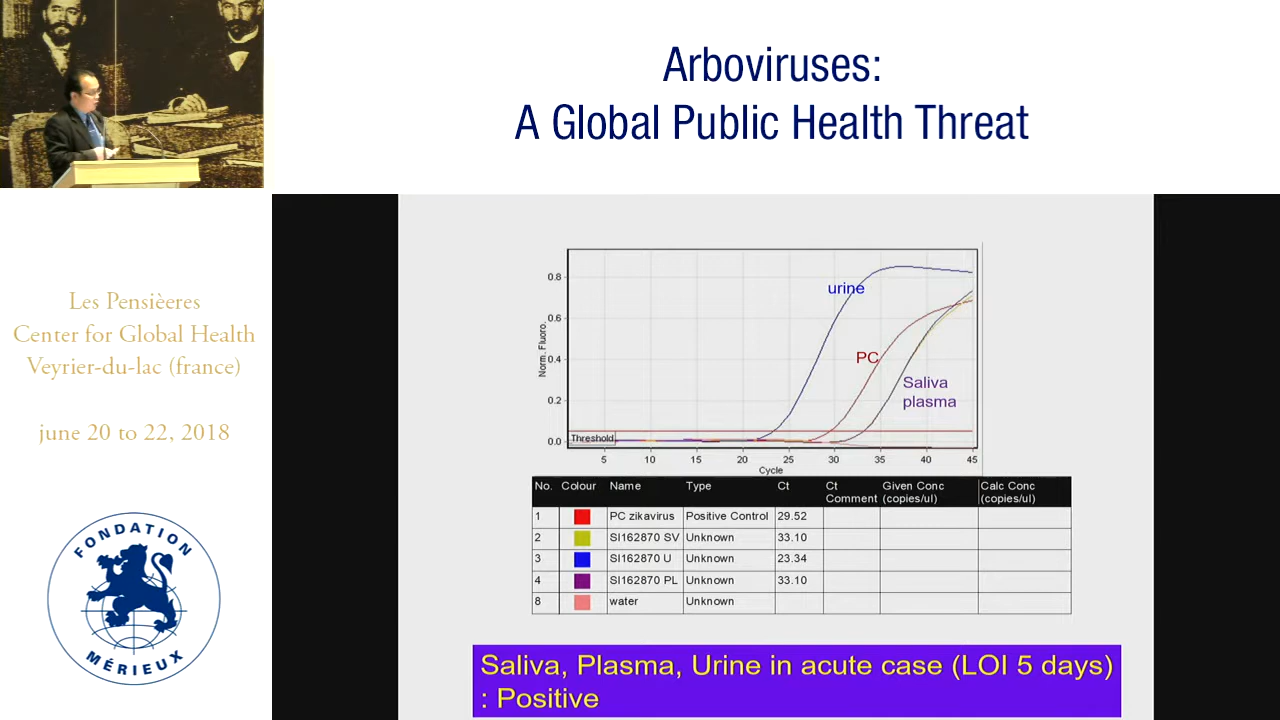 Arboviruses:
A Global Public Health Threat
Les Pensièeres
Center for Global Health
Veyrier-du-lac (france)
june 20 to 22, 2018
FONDATION
MÉRIEUX
Norm. Fluoro.
0.8
0.6
0.4
0.2
0.0
Threshold
urine
PC
Saliva
plasma
5 10 15 20 25 30 35 40 45
Cycle
No. Colour Name Type Ct Ct Comment Given Conc (copies/ul) Calc Conc (copies/ul)
1 PC zikavirus Positive Control 29.52
2 SI162870 SV Unknown 33.10
3 SI162870 U Unknown 23.34
4 SI162870 PL Unknown 33.10
8 water Unknown
Saliva, Plasma, Urine in acute case (LOI 5 days)
: Positive